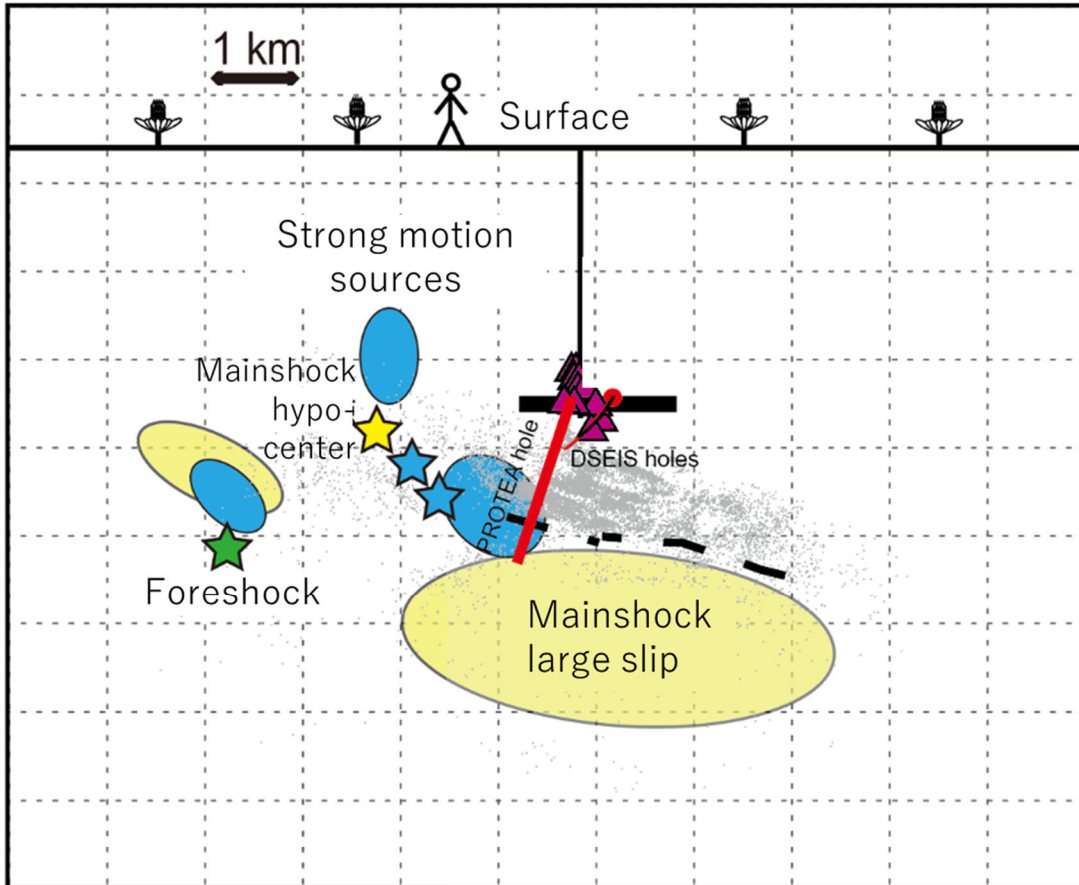 1 km
Surface
Strong motion
sources
Mainshock
hypo-
center
PROTEA hole
DSEIS holes
Foreshock
Mainshock
large slip